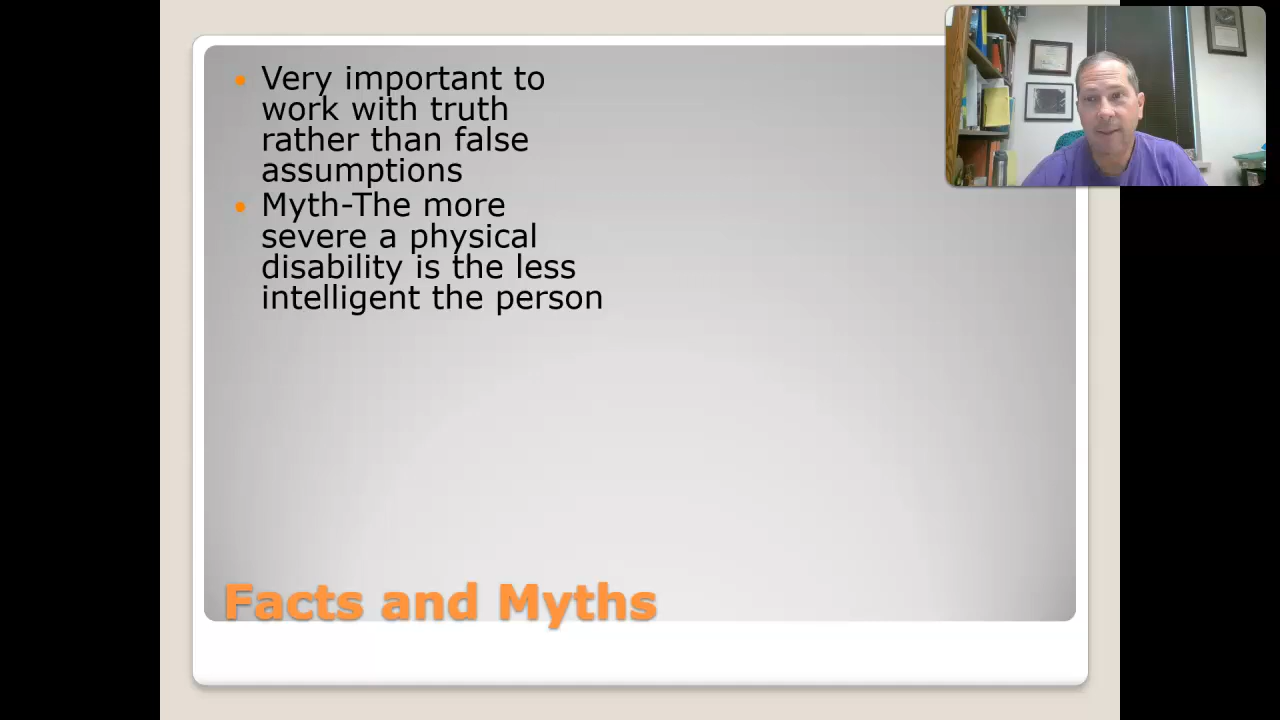 Very important to
work with truth
rather than false
assumptions
Myth-The more
severe a physical
disability is the less
intelligent the person
Facts and Myths